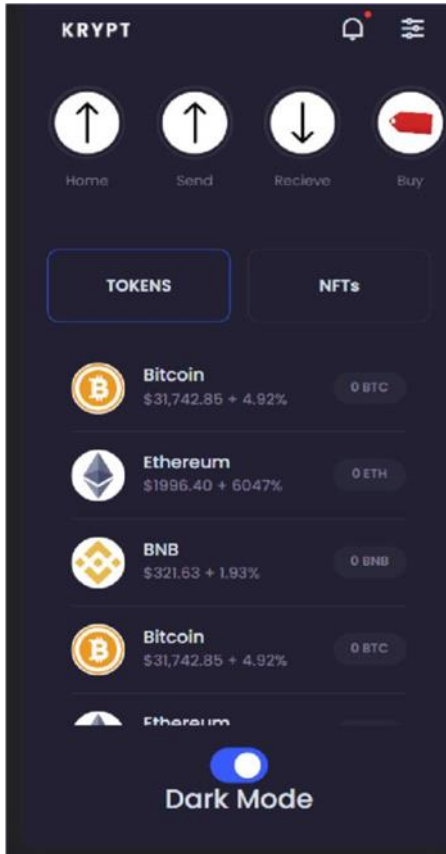 KRYPT
Home Send Recieve Buy
TOKENS NFTs
Bitcoin
$31,742.85 + 4.92% 0 BTC
Ethereum
$1996.40 + 6047% 0 ETH
BNB
$321.63 + 1.93% 0 BNB
Bitcoin
$31,742.85 + 4.92% 0 BTC
Ethereum
Dark Mode